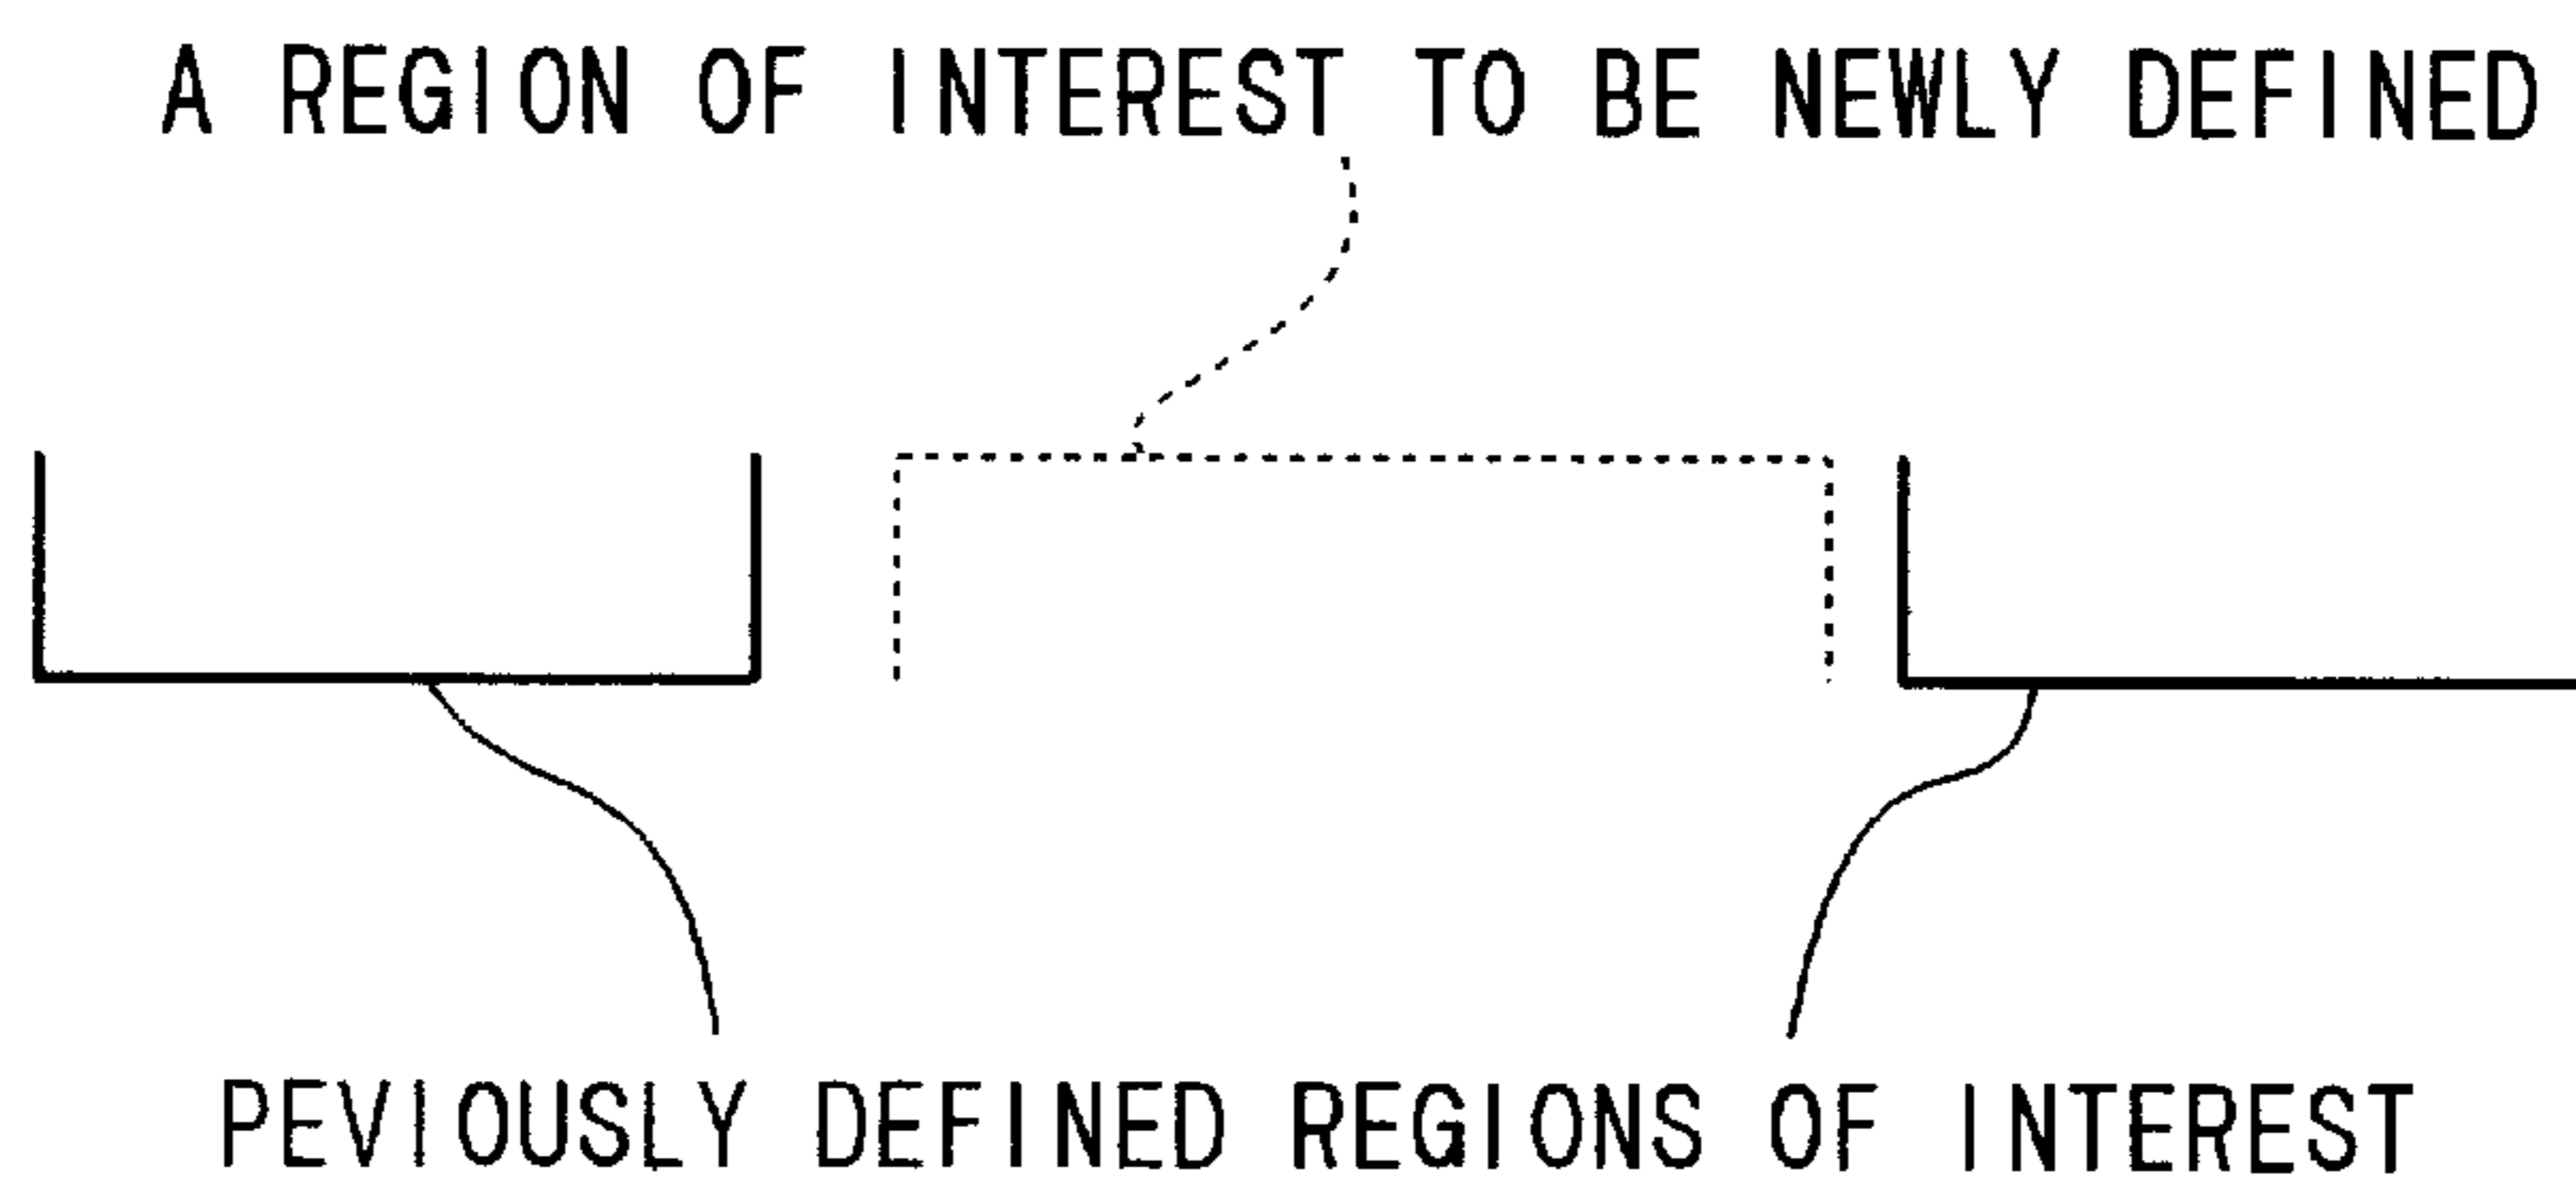 A REGION OF INTEREST TO BE NEWLY DEFINED
PEVIOUSLY DEFINED REGIONS OF INTEREST